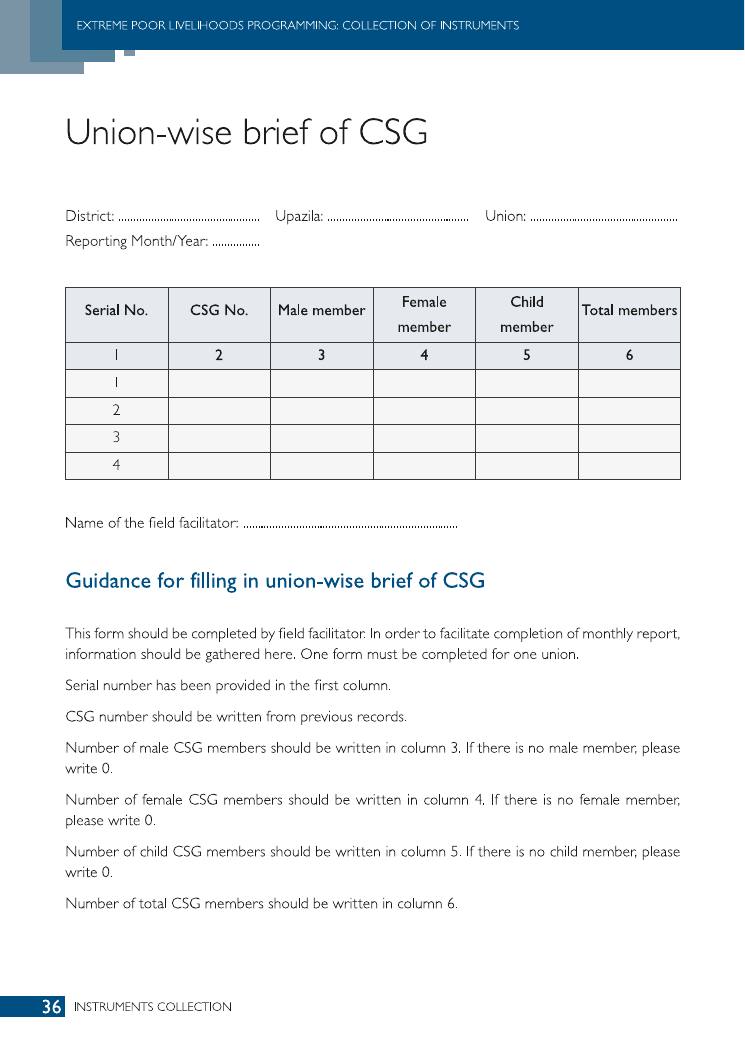 EXTREME POOR LIVELIHOODS PROGRAMMING: COLLECTION OF INSTRUMENTS
Union-wise brief of CSG
District: ................................................ Upazila: ................................................ Union: ..................................................
Reporting Month/Year: ................
Serial No. CSG No. Male member Female member Child member Total members
1 2 3 4 5 6
1
2
3
4
Name of the field facilitator: .........................................................................
Guidance for filling in union-wise brief of CSG
This form should be completed by field facilitator. In order to facilitate completion of monthly report,
information should be gathered here. One form must be completed for one union.
Serial number has been provided in the first column.
CSG number should be written from previous records.
Number of male CSG members should be written in column 3. If there is no male member, please
write 0.
Number of female CSG members should be written in column 4. If there is no female member,
please write 0.
Number of child CSG members should be written in column 5. If there is no child member, please
write 0.
Number of total CSG members should be written in column 6.
36 INSTRUMENTS COLLECTION